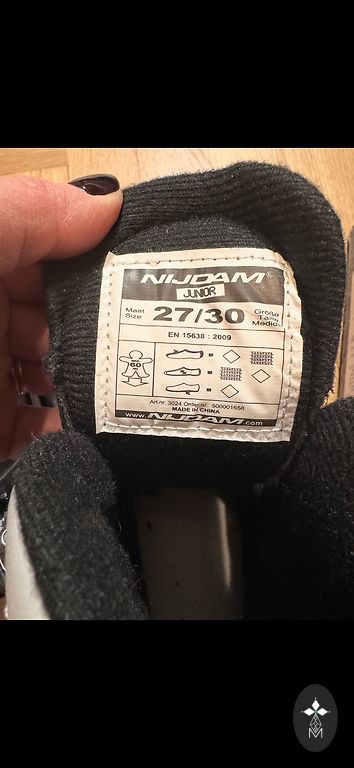 NIJDAM®
JUNIOR
Maat
Size
27/30
Größe
Taille
Medida
EN 15638 : 2009
60
Art.nr. 3024 Order.nr. 500001658
MADE IN CHINA
www.NIJDAM.com
M